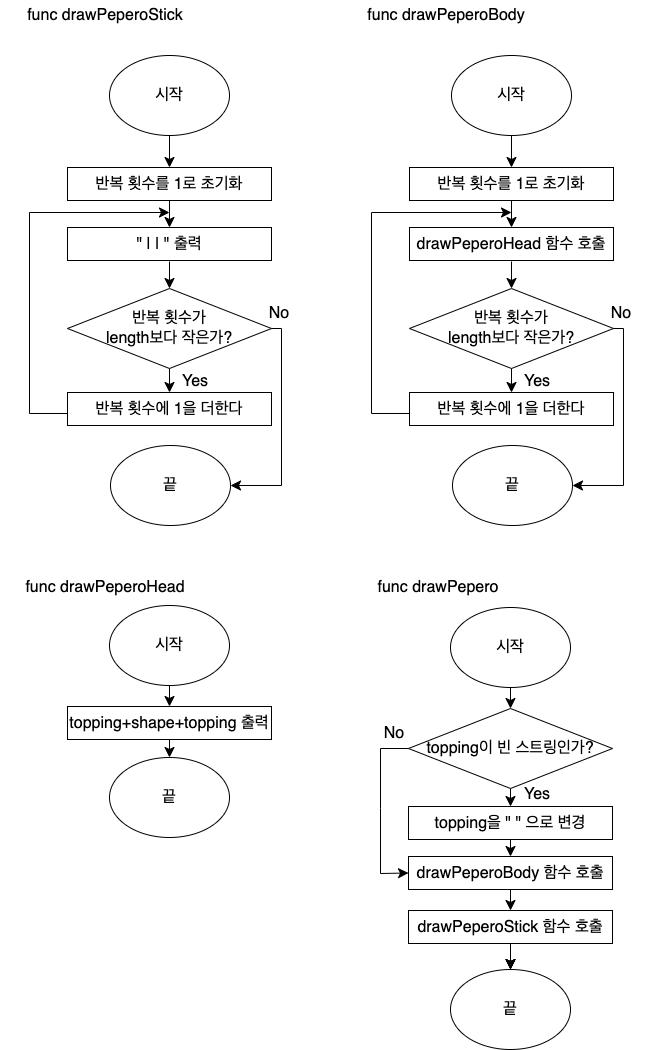 func drawPeperoStick
시작
반복 횟수를 1로 초기화
" l l " 출력
반복 횟수가
length보다 작은가?
No
Yes
반복 횟수에 1을 더한다
끝
func drawPeperoBody
시작
반복 횟수를 1로 초기화
drawPeperoHead 함수 호출
반복 횟수가
length보다 작은가?
No
Yes
반복 횟수에 1을 더한다
끝
func drawPeperoHead
시작
topping+shape+topping 출력
끝
func drawPepero
시작
No
topping이 빈 스트링인가?
Yes
topping을 " " 으로 변경
drawPeperoBody 함수 호출
drawPeperoStick 함수 호출
끝